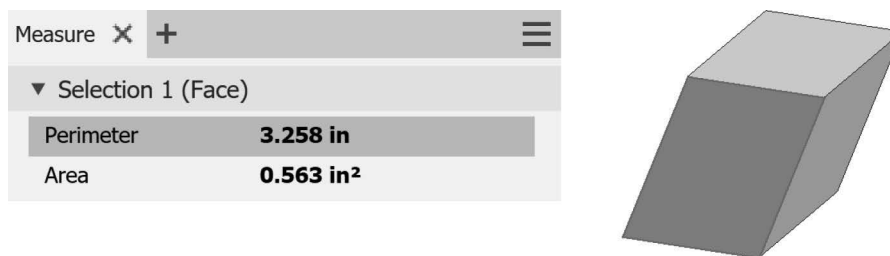 Measure
Selection 1 (Face)
Perimeter 3.258 in
Area 0.563 in²